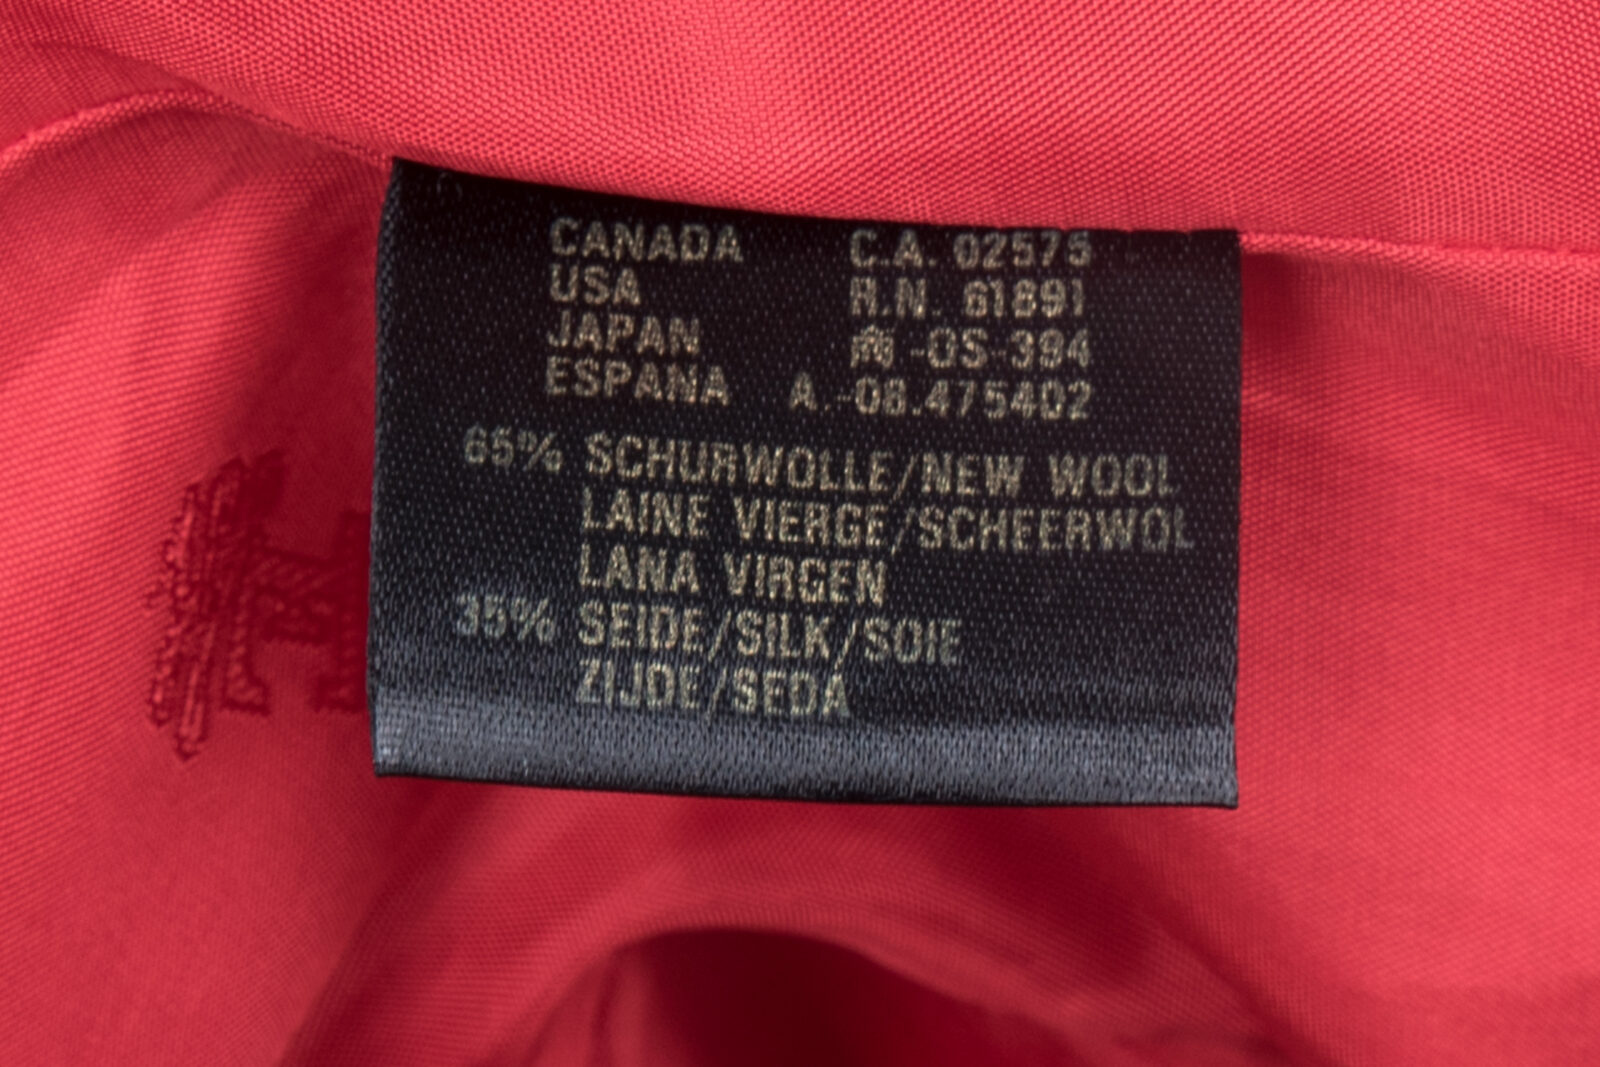 CANADA C.A. 02575
USA R.N. 61891
JAPAN -OS-394
ESPANA A.-08.475402
65% SCHURWOLLE/NEW WOOL
LAINE VIERGE/SCHEERWOL
LANA VIRGEN
35% SEIDE/SILK/SOIE
ZIJDE/SEDA